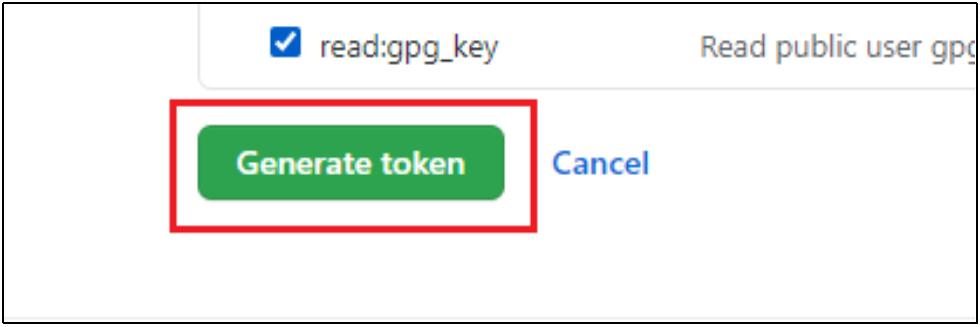 read:gpg_key Read public user gpg
Generate token Cancel